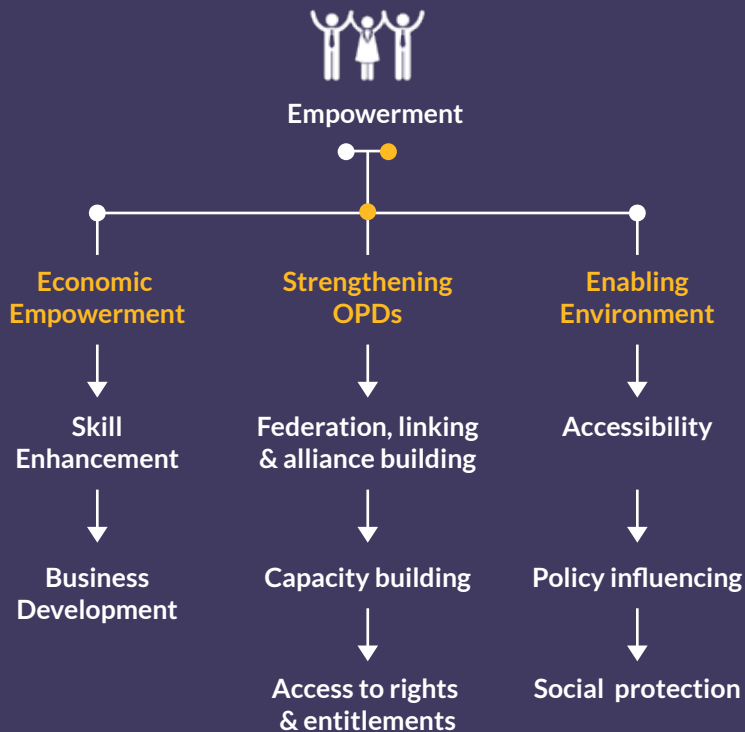 Empowerment
Economic
Empowerment
Strengthening
OPDs
Enabling
Environment
Skill
Enhancement
Federation, linking
& alliance building
Accessibility
Business
Development
Capacity building
Policy influencing
Access to rights
& entitlements
Social protection